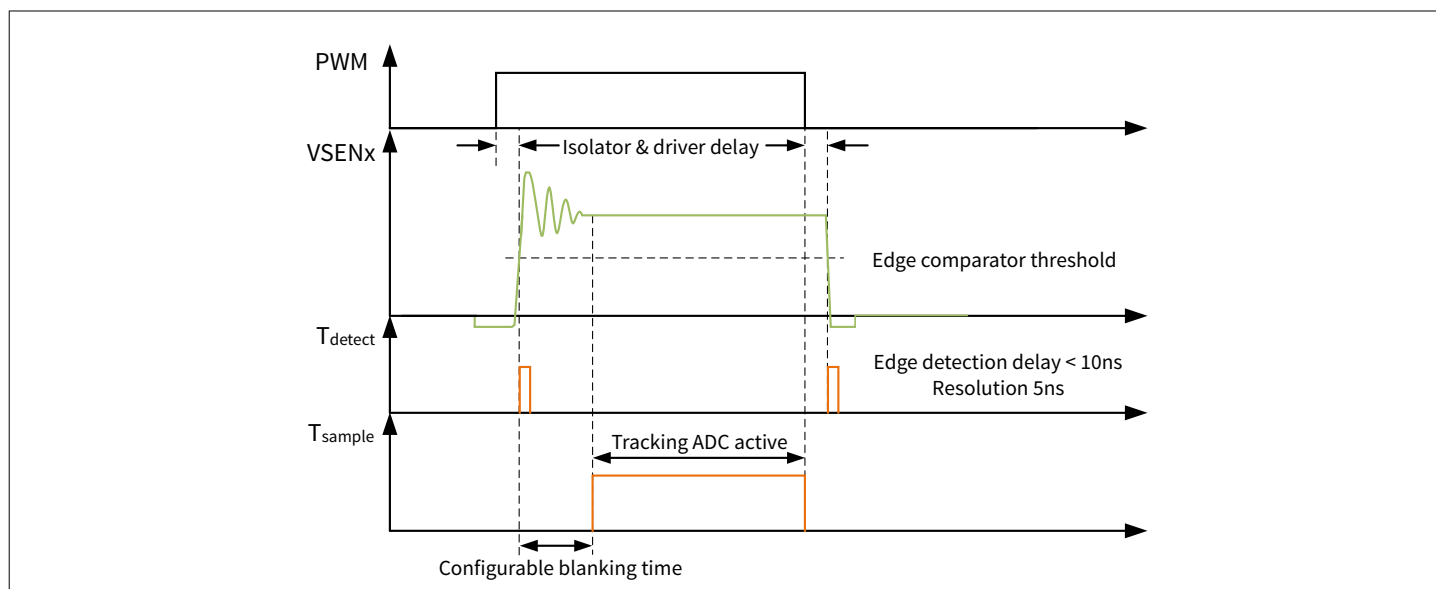 PWM
Isolator & driver delay
VSENx
Edge comparator threshold
Tdetect
Edge detection delay < 10ns
Resolution 5ns
Tsample
Tracking ADC active
Configurable blanking time